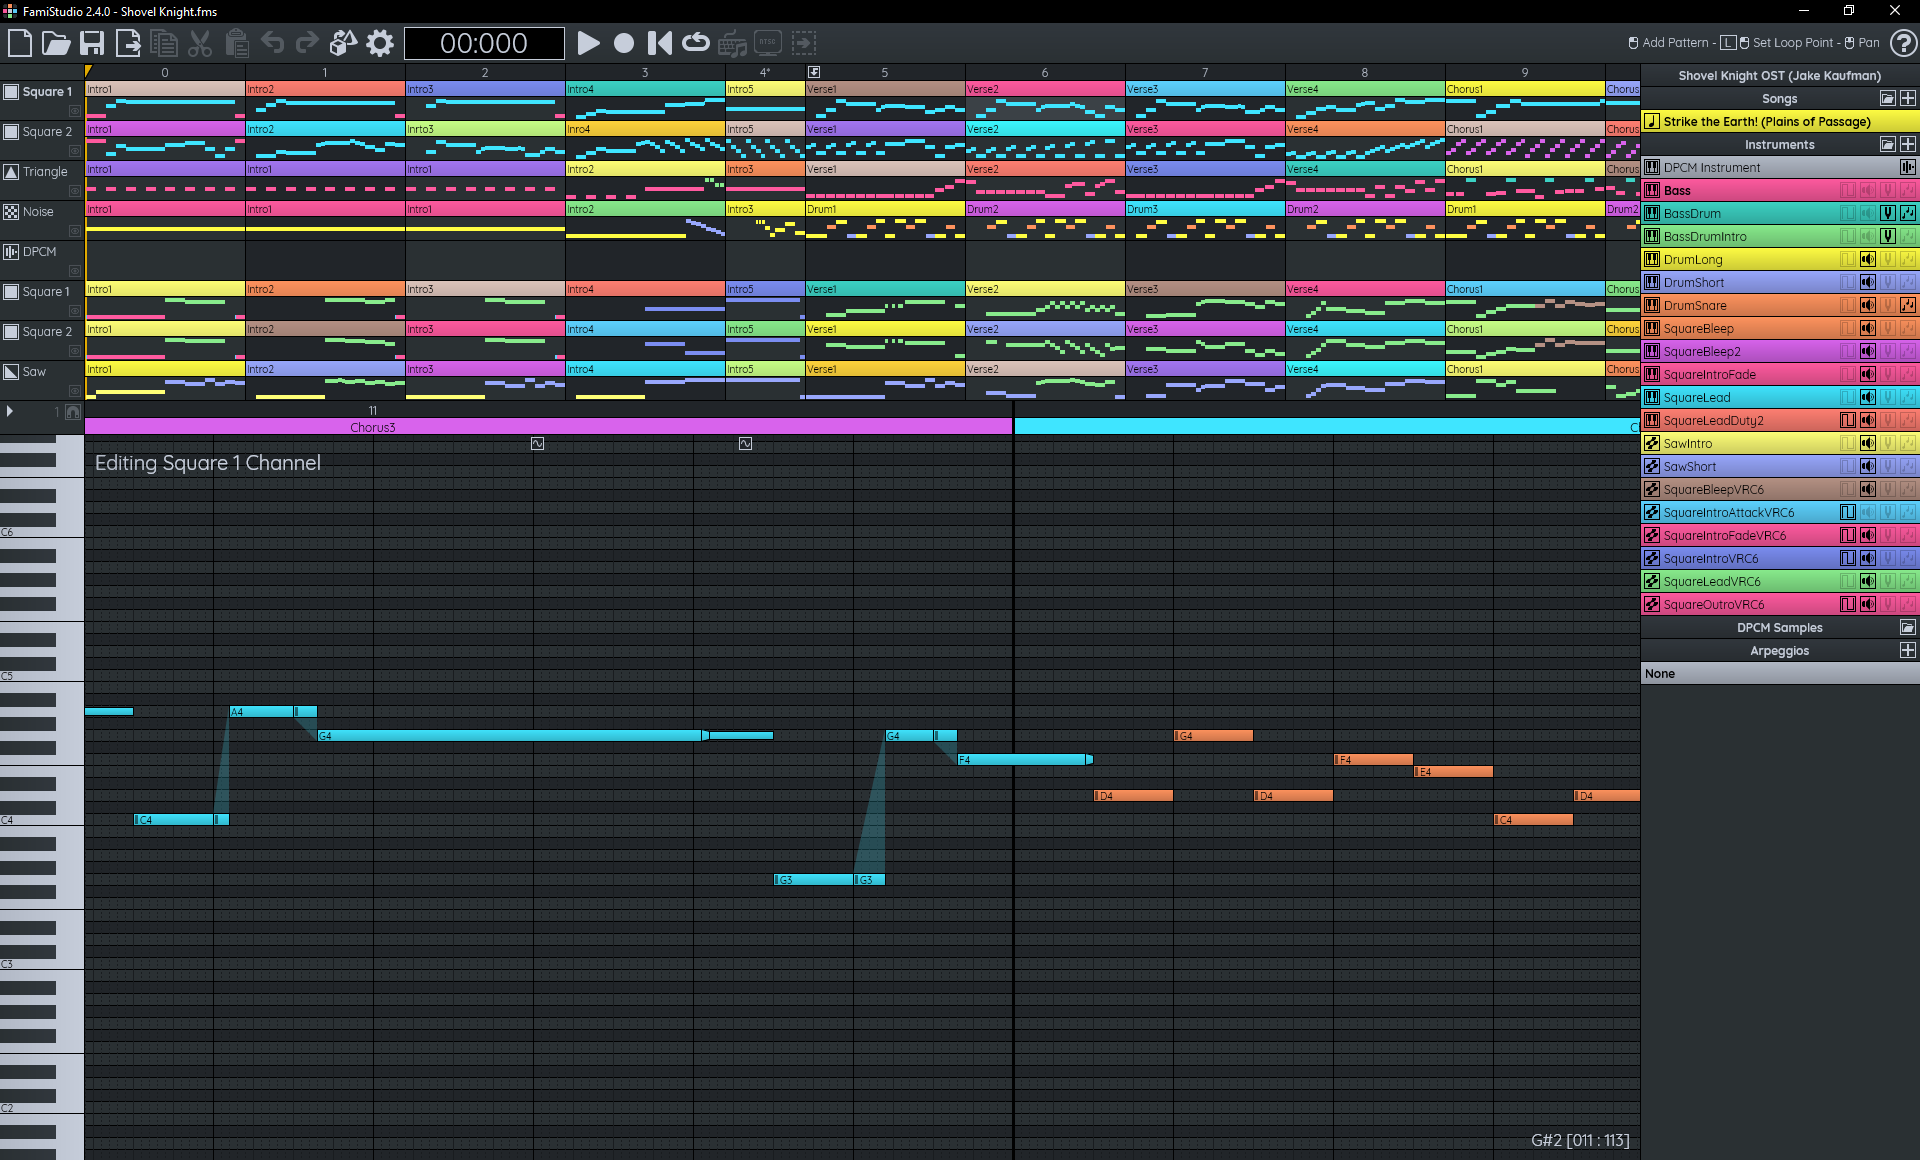 FamiStudio 2.4.0 - Shovel Knight.fms
00:000
NTSC
Add Pattern - L Set Loop Point - Pan
?
0 1 2 3 4* 5 6 7 8 9
Square 1
Intro1 Intro2 Intro3 Intro4 Intro5 Verse1 Verse2 Verse3 Verse4 Chorus1 Chorus
Square 2
Intro1 Intro2 Intro3 Intro4 Intro5 Verse1 Verse2 Verse3 Verse4 Chorus1 Chorus
Triangle
Intro1 Intro1 Intro1 Intro2 Intro3 Verse1 Verse2 Verse3 Verse4 Chorus1 Chorus
Noise
Intro1 Intro1 Intro1 Intro2 Intro3 Drum1 Drum2 Drum3 Drum2 Drum1 Drum2
DPCM
Square 1
Intro1 Intro2 Intro3 Intro4 Intro5 Verse1 Verse2 Verse3 Verse4 Chorus1 Chorus
Square 2
Intro1 Intro2 Intro3 Intro4 Intro5 Verse1 Verse2 Verse3 Verse4 Chorus1 Chorus
Saw
Intro1 Intro2 Intro3 Intro4 Intro5 Verse1 Verse2 Verse3 Verse4 Chorus1 Chorus
1
11
Chorus3
Editing Square 1 Channel
C6
C5
A4
G4 G4 G4
F4 F4
E4
D4 D4 D4
C4 C4 C4
G3 G3
C3
C2
G#2 [011 : 113]
Shovel Knight OST (Jake Kaufman)
Songs
Strike the Earth! (Plains of Passage)
Instruments
DPCM Instrument
Bass
BassDrum
BassDrumIntro
DrumLong
DrumShort
DrumSnare
SquareBleep
SquareBleep2
SquareIntroFade
SquareLead
SquareLeadDuty2
SawIntro
SawShort
SquareBleepVRC6
SquareIntroAttackVRC6
SquareIntroFadeVRC6
SquareIntroVRC6
SquareLeadVRC6
SquareOutroVRC6
DPCM Samples
Arpeggios
None